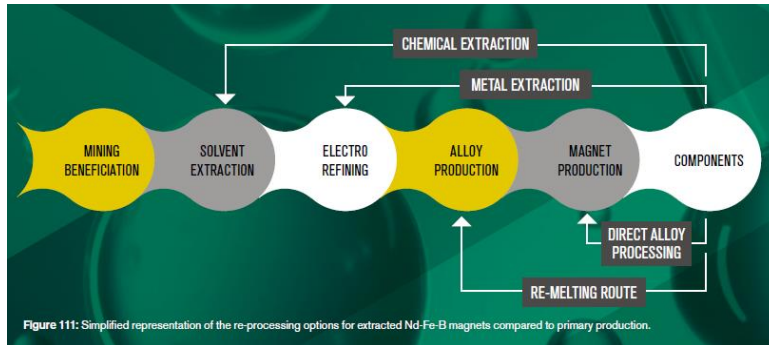 CHEMICAL EXTRACTION
METAL EXTRACTION
MINING
BENEFICIATION
SOLVENT
EXTRACTION
ELECTRO
REFINING
ALLOY
PRODUCTION
MAGNET
PRODUCTION
COMPONENTS
DIRECT ALLOY
PROCESSING
RE-MELTING ROUTE
Figure 111: Simplified representation of the re-processing options for extracted Nd-Fe-B magnets compared to primary production.